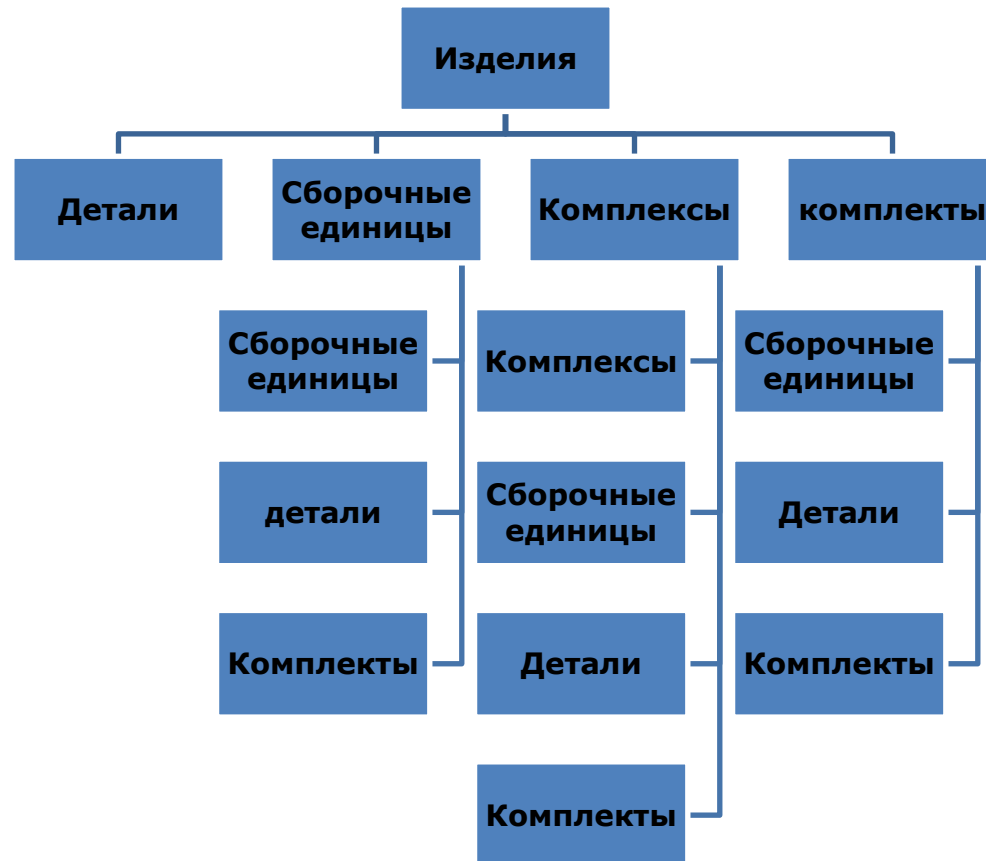 Изделия
Детали
Сборочные
единицы
Комплексы
комплекты
Сборочные
единицы
детали
Комплекты
Комплексы
Сборочные
единицы
Детали
Комплекты
Сборочные
единицы
Детали
Комплекты